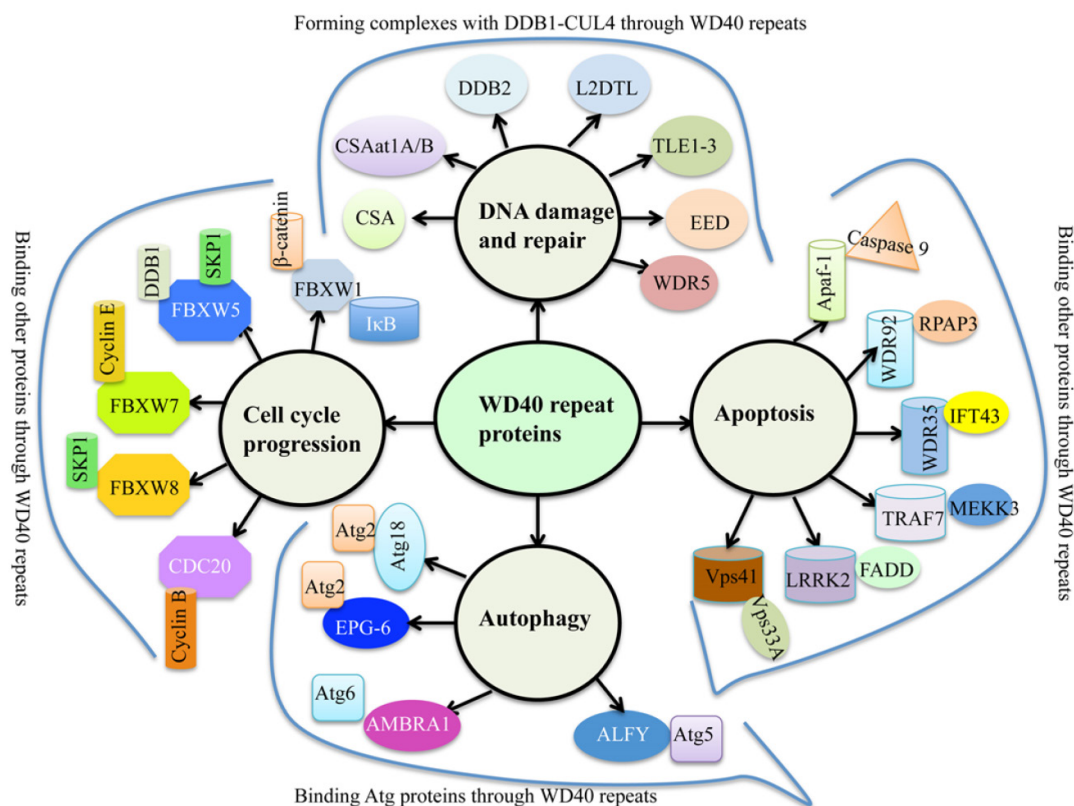 Forming complexes with DDB1-CUL4 through WD40 repeats
DDB2
L2DTL
CSAat1A/B
TLE1-3
CSA
DNA damage
and repair
EED
WDR5
Binding other proteins through WD40 repeats
β-catenin
FBXW1
IκB
SKP1
DDB1
FBXW5
Cyclin E
FBXW7
SKP1
FBXW8
CDC20
Cyclin B
Cell cycle
progression
WD40 repeat
proteins
Apoptosis
Apaf-1
Caspase 9
WDR92
RPAP3
WDR35
IFT43
TRAF7
MEKK3
LRRK2
FADD
Vps41
Vps33A
Binding other proteins through WD40 repeats
Autophagy
Atg2
Atg18
Atg2
EPG-6
Atg6
AMBRA1
ALFY
Atg5
Binding Atg proteins through WD40 repeats